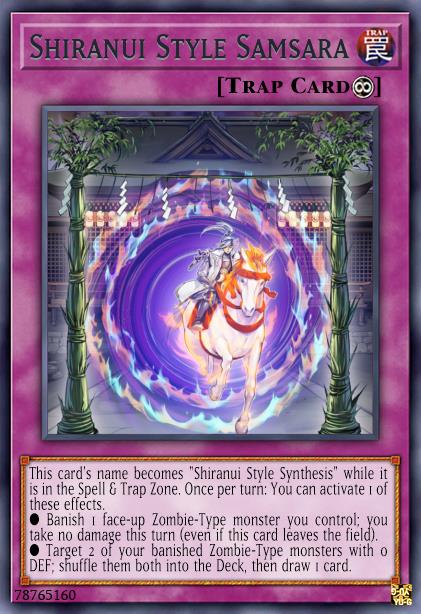 SHIRANUI STYLE SAMSARA
TRAP
罠
[TRAP CARD♾]
This card's name becomes "Shiranui Style Synthesis" while it
is in the Spell & Trap Zone. Once per turn: You can activate 1 of
these effects.
● Banish 1 face-up Zombie-Type monster you control; you
take no damage this turn (even if this card leaves the field).
● Target 2 of your banished Zombie-Type monsters with 0
DEF; shuffle them both into the Deck, then draw 1 card.
78765160